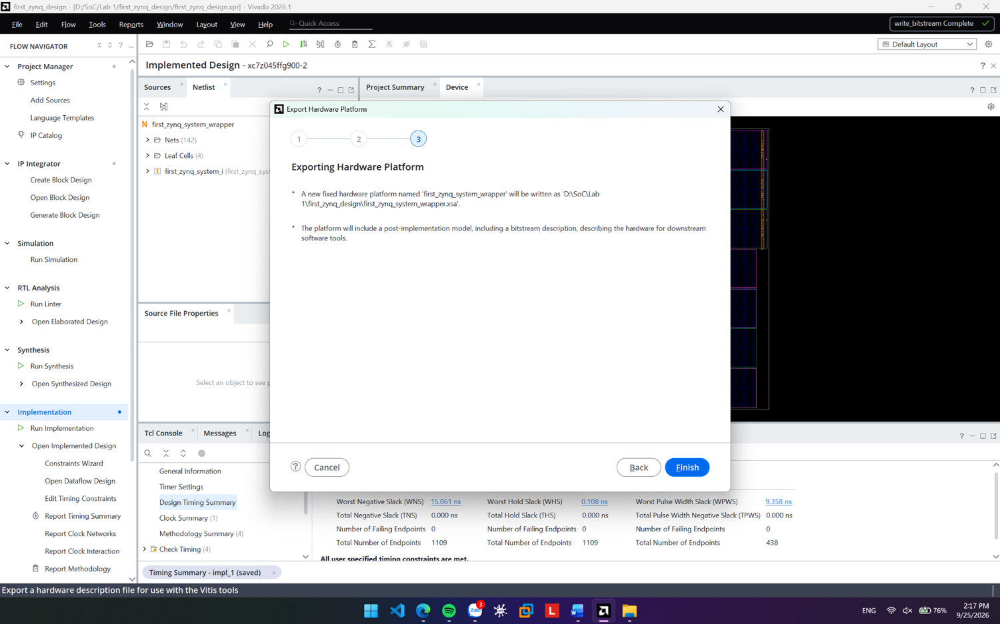 first_zynq_design - [D:/SoC/Lab 1/first_zynq_design/first_zynq_design.xpr] - Vivado 2026.1
File Edit Flow Tools Reports Window Layout View Help Quick Access
write_bitstream Complete
Default Layout
FLOW NAVIGATOR
Project Manager
Settings
Add Sources
Language Templates
IP Catalog
IP Integrator
Create Block Design
Open Block Design
Generate Block Design
Simulation
Run Simulation
RTL Analysis
Run Linter
Open Elaborated Design
Synthesis
Run Synthesis
Open Synthesized Design
Implementation
Run Implementation
Open Implemented Design
Constraints Wizard
Open Dataflow Design
Edit Timing Constraints
Report Timing Summary
Report Clock Networks
Report Clock Interaction
Report Methodology
Implemented Design - xc7z045ffg900-2
Sources Netlist
first_zynq_system_wrapper
Nets (142)
Leaf Cells (4)
first_zynq_system_i (first_zynq_sys
Source File Properties
Select an object to see p
Project Summary Device
Export Hardware Platform
1 2 3
Exporting Hardware Platform
A new fixed hardware platform named 'first_zynq_system_wrapper' will be written as 'D:\SoC\Lab
1\first_zynq_design\first_zynq_system_wrapper.xsa'.
The platform will include a post-implementation model, including a bitstream description, describing the hardware for downstream
software tools.
Cancel Back Finish
Tcl Console Messages Log
General Information
Timer Settings
Design Timing Summary
Clock Summary (1)
Methodology Summary (4)
Check Timing (4)
Worst Negative Slack (WNS) 15.061 ns Worst Hold Slack (WHS) 0.108 ns Worst Pulse Width Slack (WPWS) 9.358 ns
Total Negative Slack (TNS) 0.000 ns Total Hold Slack (THS) 0.000 ns Total Pulse Width Negative Slack (TPWS) 0.000 ns
Number of Failing Endpoints 0 Number of Failing Endpoints 0 Number of Failing Endpoints 0
Total Number of Endpoints 1109 Total Number of Endpoints 1109 Total Number of Endpoints 438
All user specified timing constraints are met.
Timing Summary - impl_1 (saved)
Export a hardware description file for use with the Vitis tools
Zalo 3
L
W
ENG 76% 2:17 PM
9/25/2026